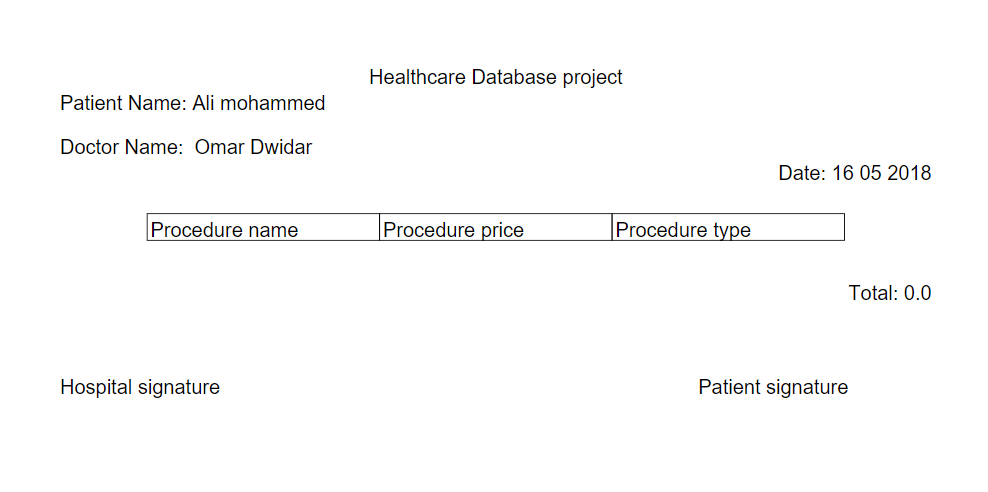 Healthcare Database project
Patient Name: Ali mohammed
Doctor Name:  Omar Dwidar
Date: 16 05 2018
Procedure name Procedure price Procedure type
Total: 0.0
Hospital signature Patient signature